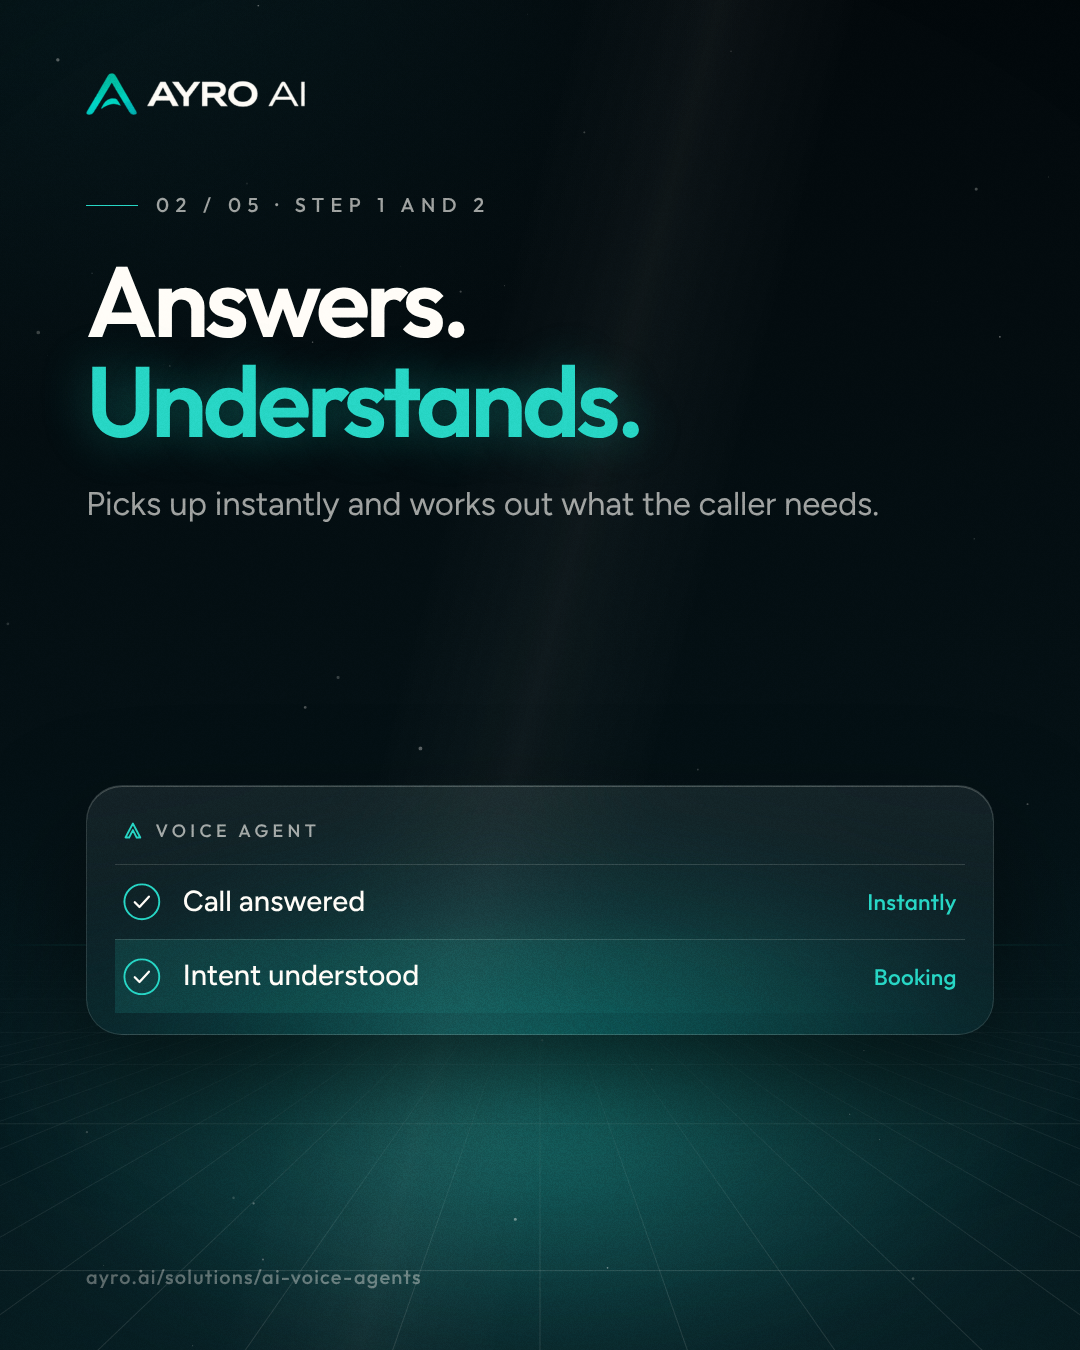 AYRO AI
02 / 05 · STEP 1 AND 2
Answers.
Understands.
Picks up instantly and works out what the caller needs.
VOICE AGENT
Call answered Instantly
Intent understood Booking
ayro.ai/solutions/ai-voice-agents